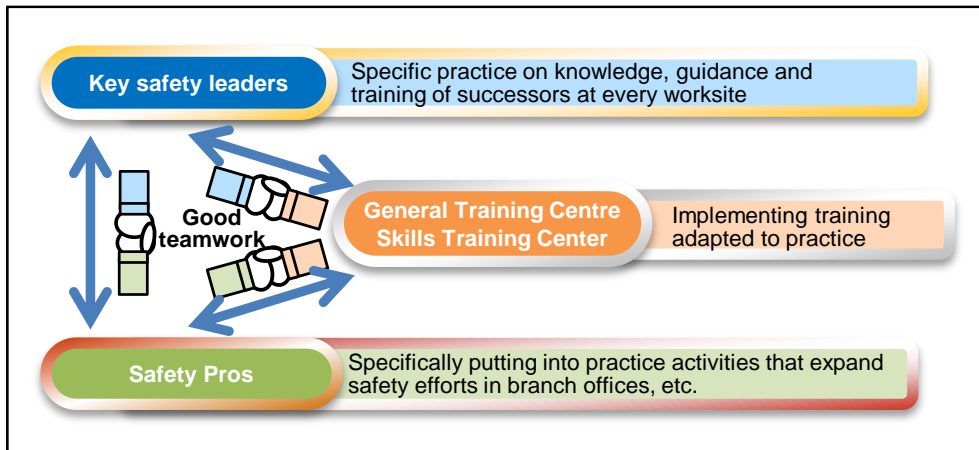 Key safety leaders
Specific practice on knowledge, guidance and
training of successors at every worksite
Good
teamwork
General Training Centre
Skills Training Center
Implementing training
adapted to practice
Safety Pros
Specifically putting into practice activities that expand
safety efforts in branch offices, etc.